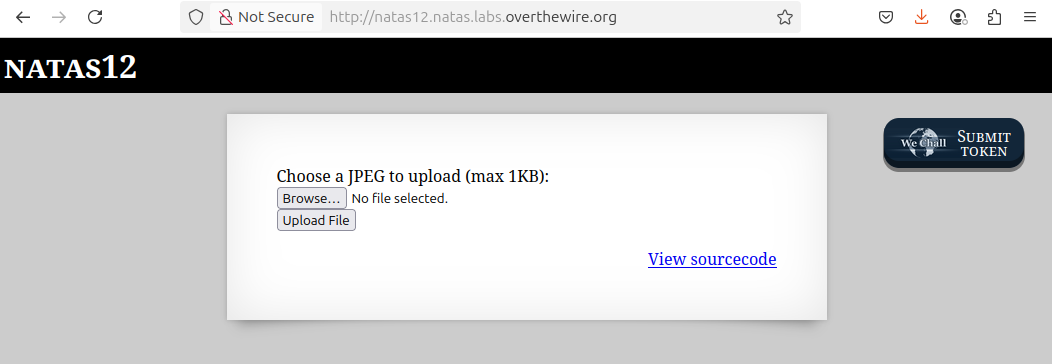 Not Secure http://natas12.natas.labs.overthewire.org
NATAS12
We Chall SUBMIT TOKEN
Choose a JPEG to upload (max 1KB):
Browse... No file selected.
Upload File
View sourcecode